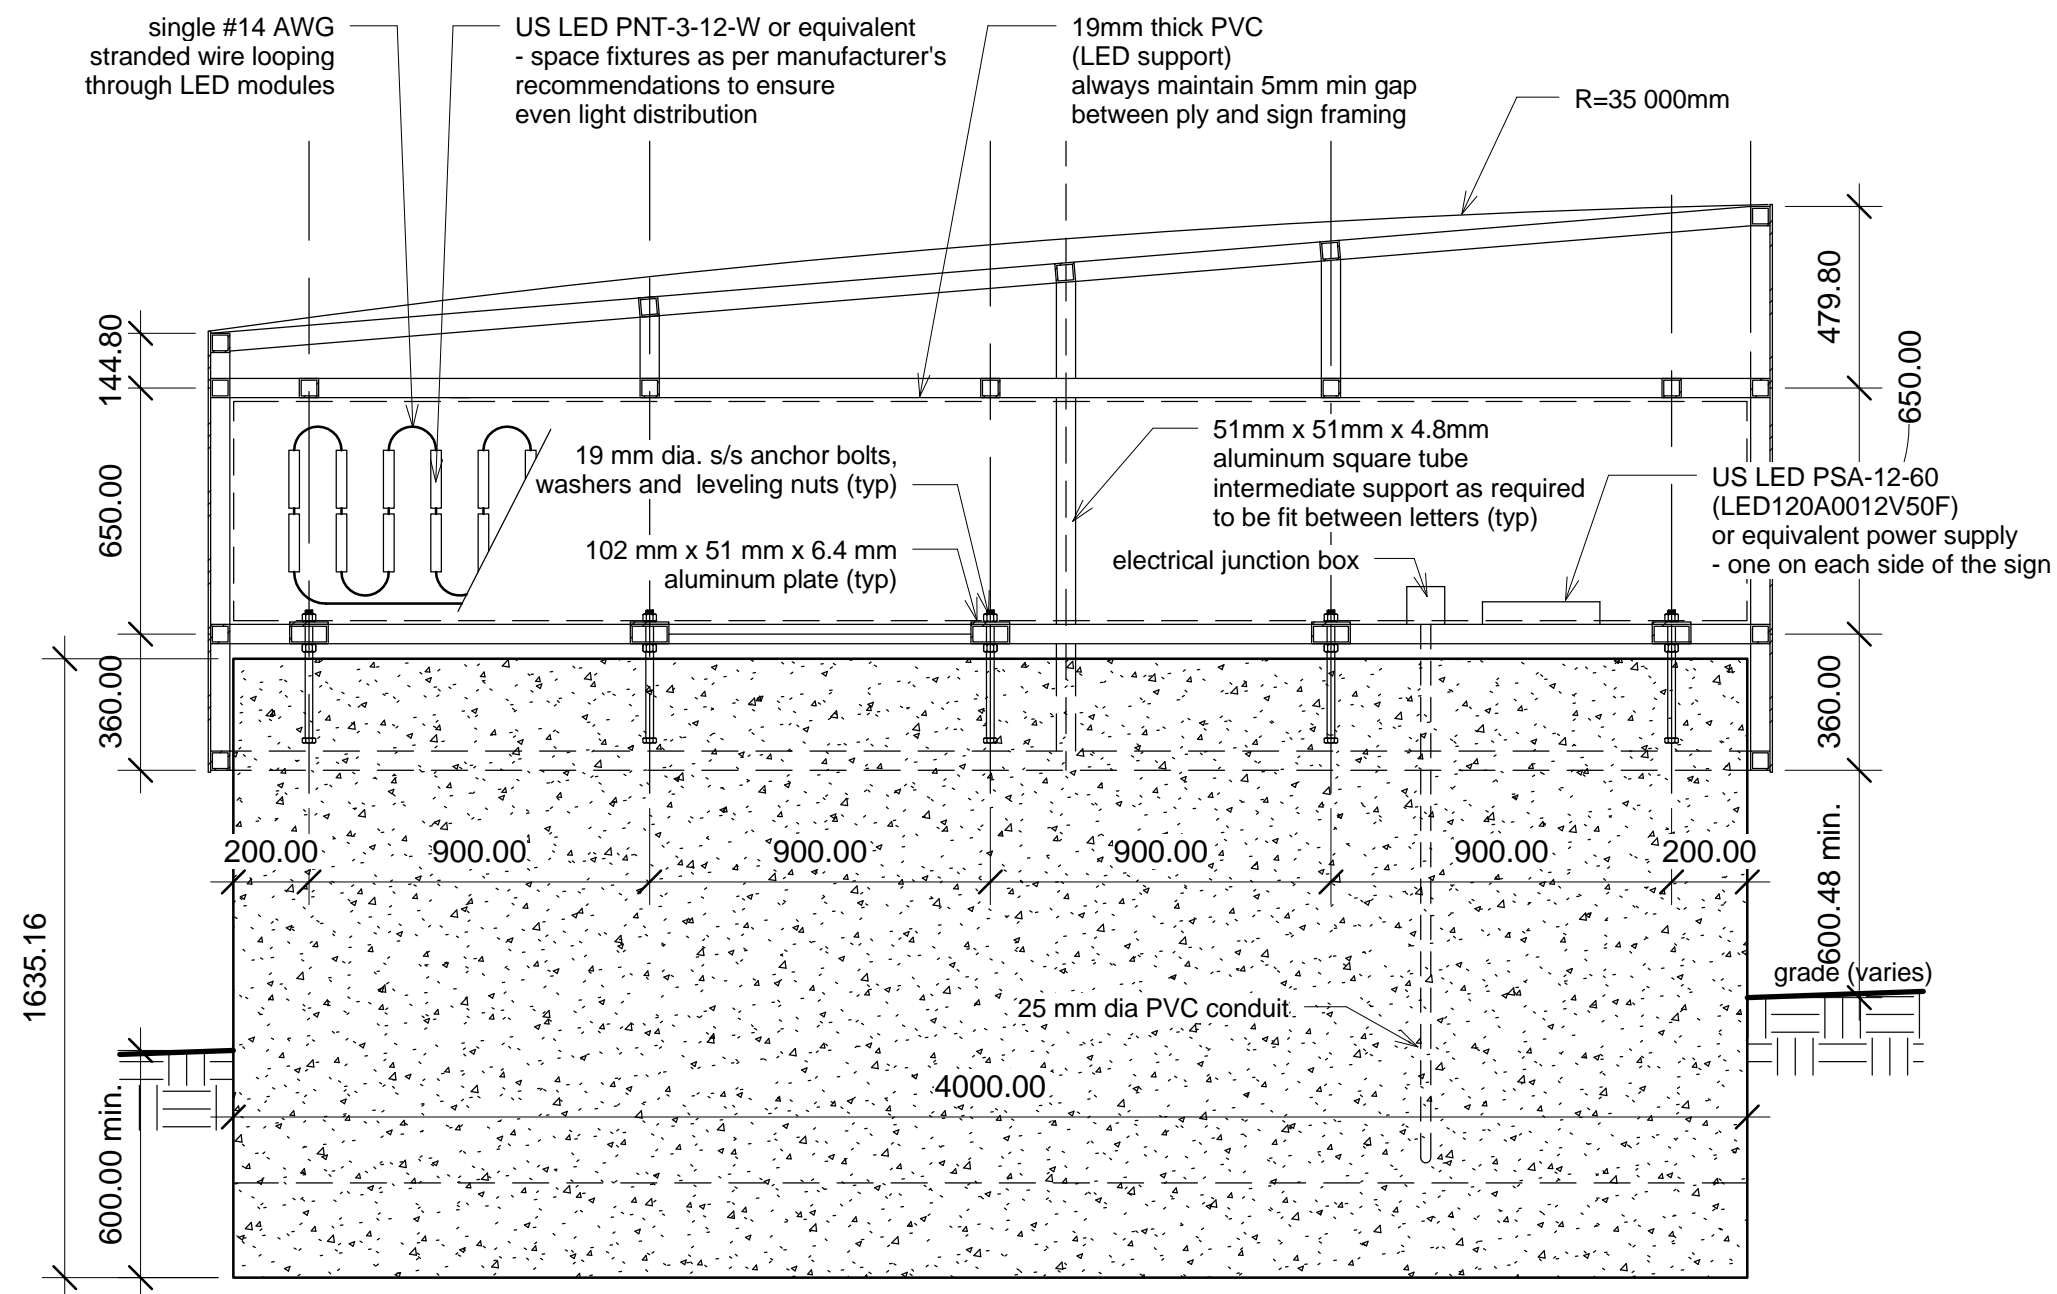 single #14 AWG
stranded wire looping
through LED modules
US LED PNT-3-12-W or equivalent
- space fixtures as per manufacturer's
recommendations to ensure
even light distribution
19mm thick PVC
(LED support)
always maintain 5mm min gap
between ply and sign framing
R=35 000mm
144.80
650.00
360.00
1635.16
600.00 min.
479.80
650.00
360.00
600.48 min.
19 mm dia. s/s anchor bolts,
washers and leveling nuts (typ)
102 mm x 51 mm x 6.4 mm
aluminum plate (typ)
51mm x 51mm x 4.8mm
aluminum square tube
intermediate support as required
to be fit between letters (typ)
electrical junction box
US LED PSA-12-60
(LED120A0012V50F)
or equivalent power supply
- one on each side of the sign
200.00
900.00
900.00
900.00
900.00
200.00
grade (varies)
25 mm dia PVC conduit
4000.00